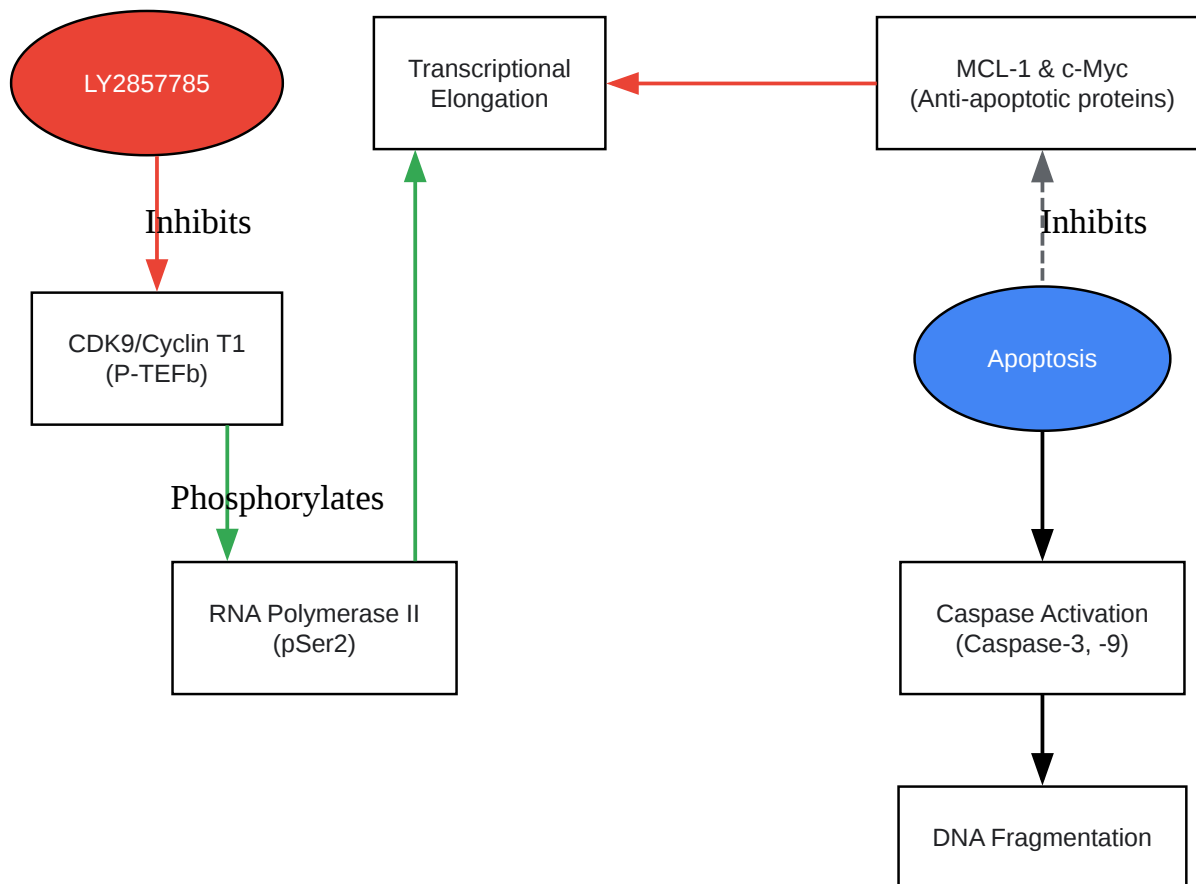 LY2857785
Transcriptional
Elongation
MCL-1 & c-Myc
(Anti-apoptotic proteins)
Inhibits
Inhibits
CDK9/Cyclin T1
(P-TEFb)
Apoptosis
Phosphorylates
RNA Polymerase II
(pSer2)
Caspase Activation
(Caspase-3, -9)
DNA Fragmentation